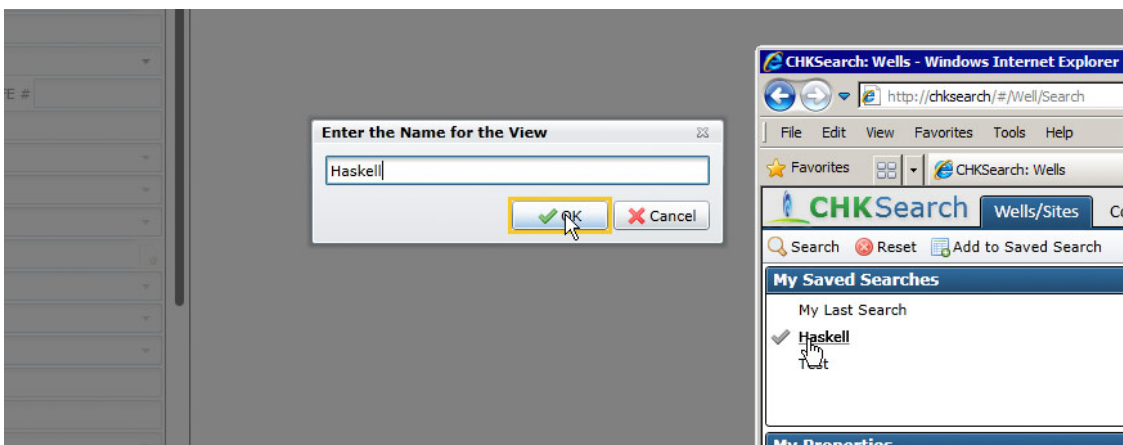 E #
Enter the Name for the View
Haskell
OK
Cancel
CHKSearch: Wells - Windows Internet Explorer
http://chksearch/#/Well/Search
File Edit View Favorites Tools Help
Favorites
CHKSearch: Wells
CHKSearch
Wells/Sites
Search Reset Add to Saved Search
My Saved Searches
My Last Search
Haskell
My Properties